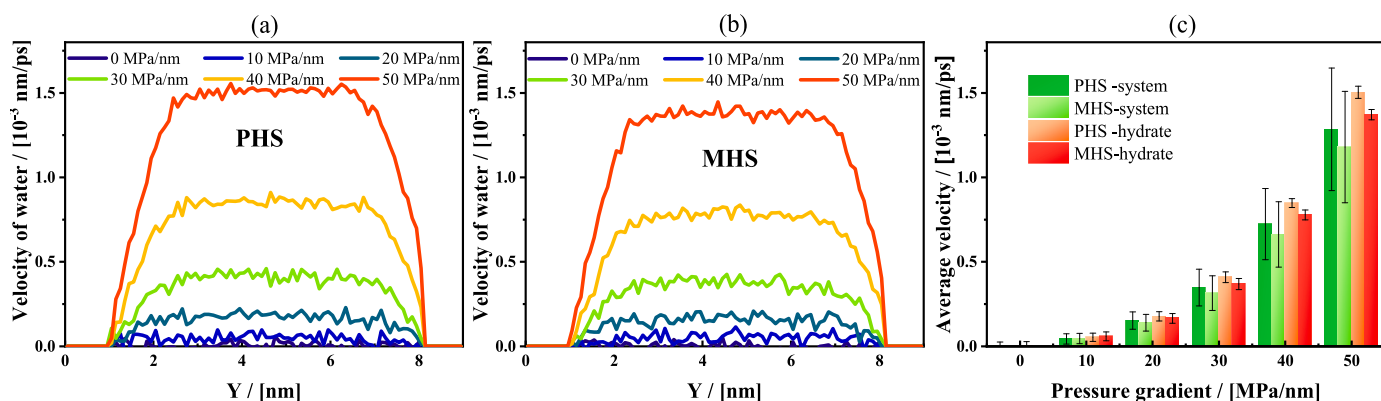 (a)
0 MPa/nm 10 MPa/nm 20 MPa/nm
30 MPa/nm 40 MPa/nm 50 MPa/nm
PHS
Velocity of water / [10⁻³ nm/ps]
1.5
1.0
0.5
0.0
0 2 4 6 8
Y / [nm]
(b)
0 MPa/nm 10 MPa/nm 20 MPa/nm
30 MPa/nm 40 MPa/nm 50 MPa/nm
MHS
Velocity of water / [10⁻³ nm/ps]
1.5
1.0
0.5
0.0
0 2 4 6 8
Y / [nm]
(c)
PHS -system
MHS-system
PHS -hydrate
MHS-hydrate
Average velocity / [10⁻³ nm/ps]
1.5
1.0
0.5
0.0
0 10 20 30 40 50
Pressure gradient / [MPa/nm]